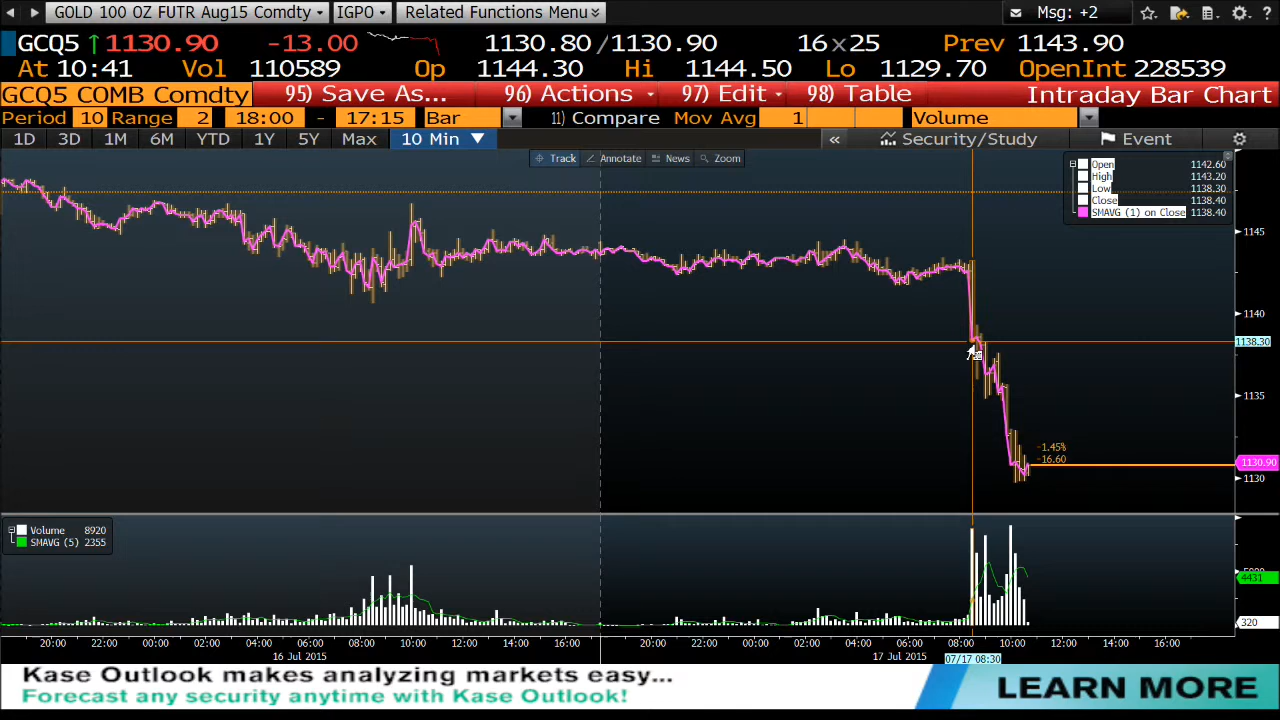 GOLD 100 OZ FUTR Aug15 Comdty IGPO Related Functions Menu Msg: +2
GCQ5 ↑1130.90 -13.00 1130.80/1130.90 16x25 Prev 1143.90
At 10:41 Vol 110589 Op 1144.30 Hi 1144.50 Lo 1129.70 OpenInt 228539
GCQ5 COMB Comdty 95) Save As... 96) Actions 97) Edit 98) Table Intraday Bar Chart
Period 10 Range 2 18:00 - 17:15 Bar 11) Compare Mov Avg 1 Volume
1D 3D 1M 6M YTD 1Y 5Y Max 10 Min ▼ « Security/Study Event
Track Annotate News Zoom
Open 1142.60
High 1143.20
Low 1138.30
Close 1138.40
SMAVG (1) on Close 1138.40
1145
1140
1138.30
1135
-1.45%
-16.60
1130.90
1130
Volume 8920
SMAVG (5) 2355
4431
320
20:00 22:00 00:00 02:00 04:00 06:00 08:00 10:00 12:00 14:00 16:00 20:00 22:00 00:00 02:00 04:00 06:00 08:00 10:00 12:00 14:00 16:00
16 Jul 2015 17 Jul 2015 07/17 08:30
Kase Outlook makes analyzing markets easy...
Forecast any security anytime with Kase Outlook!
LEARN MORE